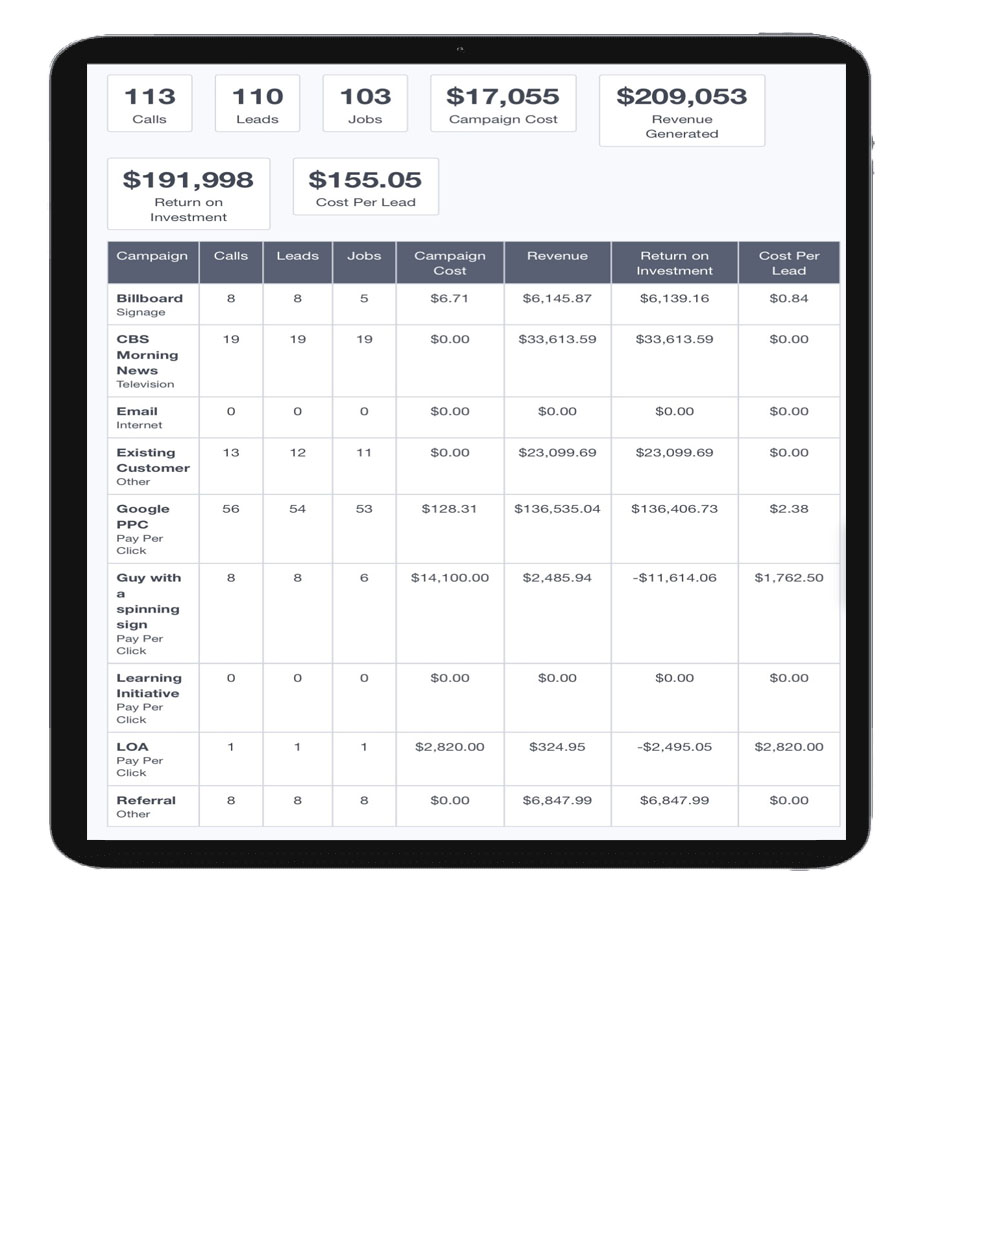 113
Calls
110
Leads
103
Jobs
$17,055
Campaign Cost
$209,053
Revenue
Generated
$191,998
Return on
Investment
$155.05
Cost Per Lead
Campaign Calls Leads Jobs Campaign Cost Revenue Return on Investment Cost Per Lead
Billboard 8 8 5 $6.71 $6,145.87 $6,139.16 $0.84
Signage
CBS 19 19 19 $0.00 $33,613.59 $33,613.59 $0.00
Morning
News
Television
Email 0 0 0 $0.00 $0.00 $0.00 $0.00
Internet
Existing 13 12 11 $0.00 $23,099.69 $23,099.69 $0.00
Customer
Other
Google 56 54 53 $128.31 $136,535.04 $136,406.73 $2.38
PPC
Pay Per
Click
Guy with 8 8 6 $14,100.00 $2,485.94 -$11,614.06 $1,762.50
a
spinning
sign
Pay Per
Click
Learning 0 0 0 $0.00 $0.00 $0.00 $0.00
Initiative
Pay Per
Click
LOA 1 1 1 $2,820.00 $324.95 -$2,495.05 $2,820.00
Pay Per
Click
Referral 8 8 8 $0.00 $6,847.99 $6,847.99 $0.00
Other